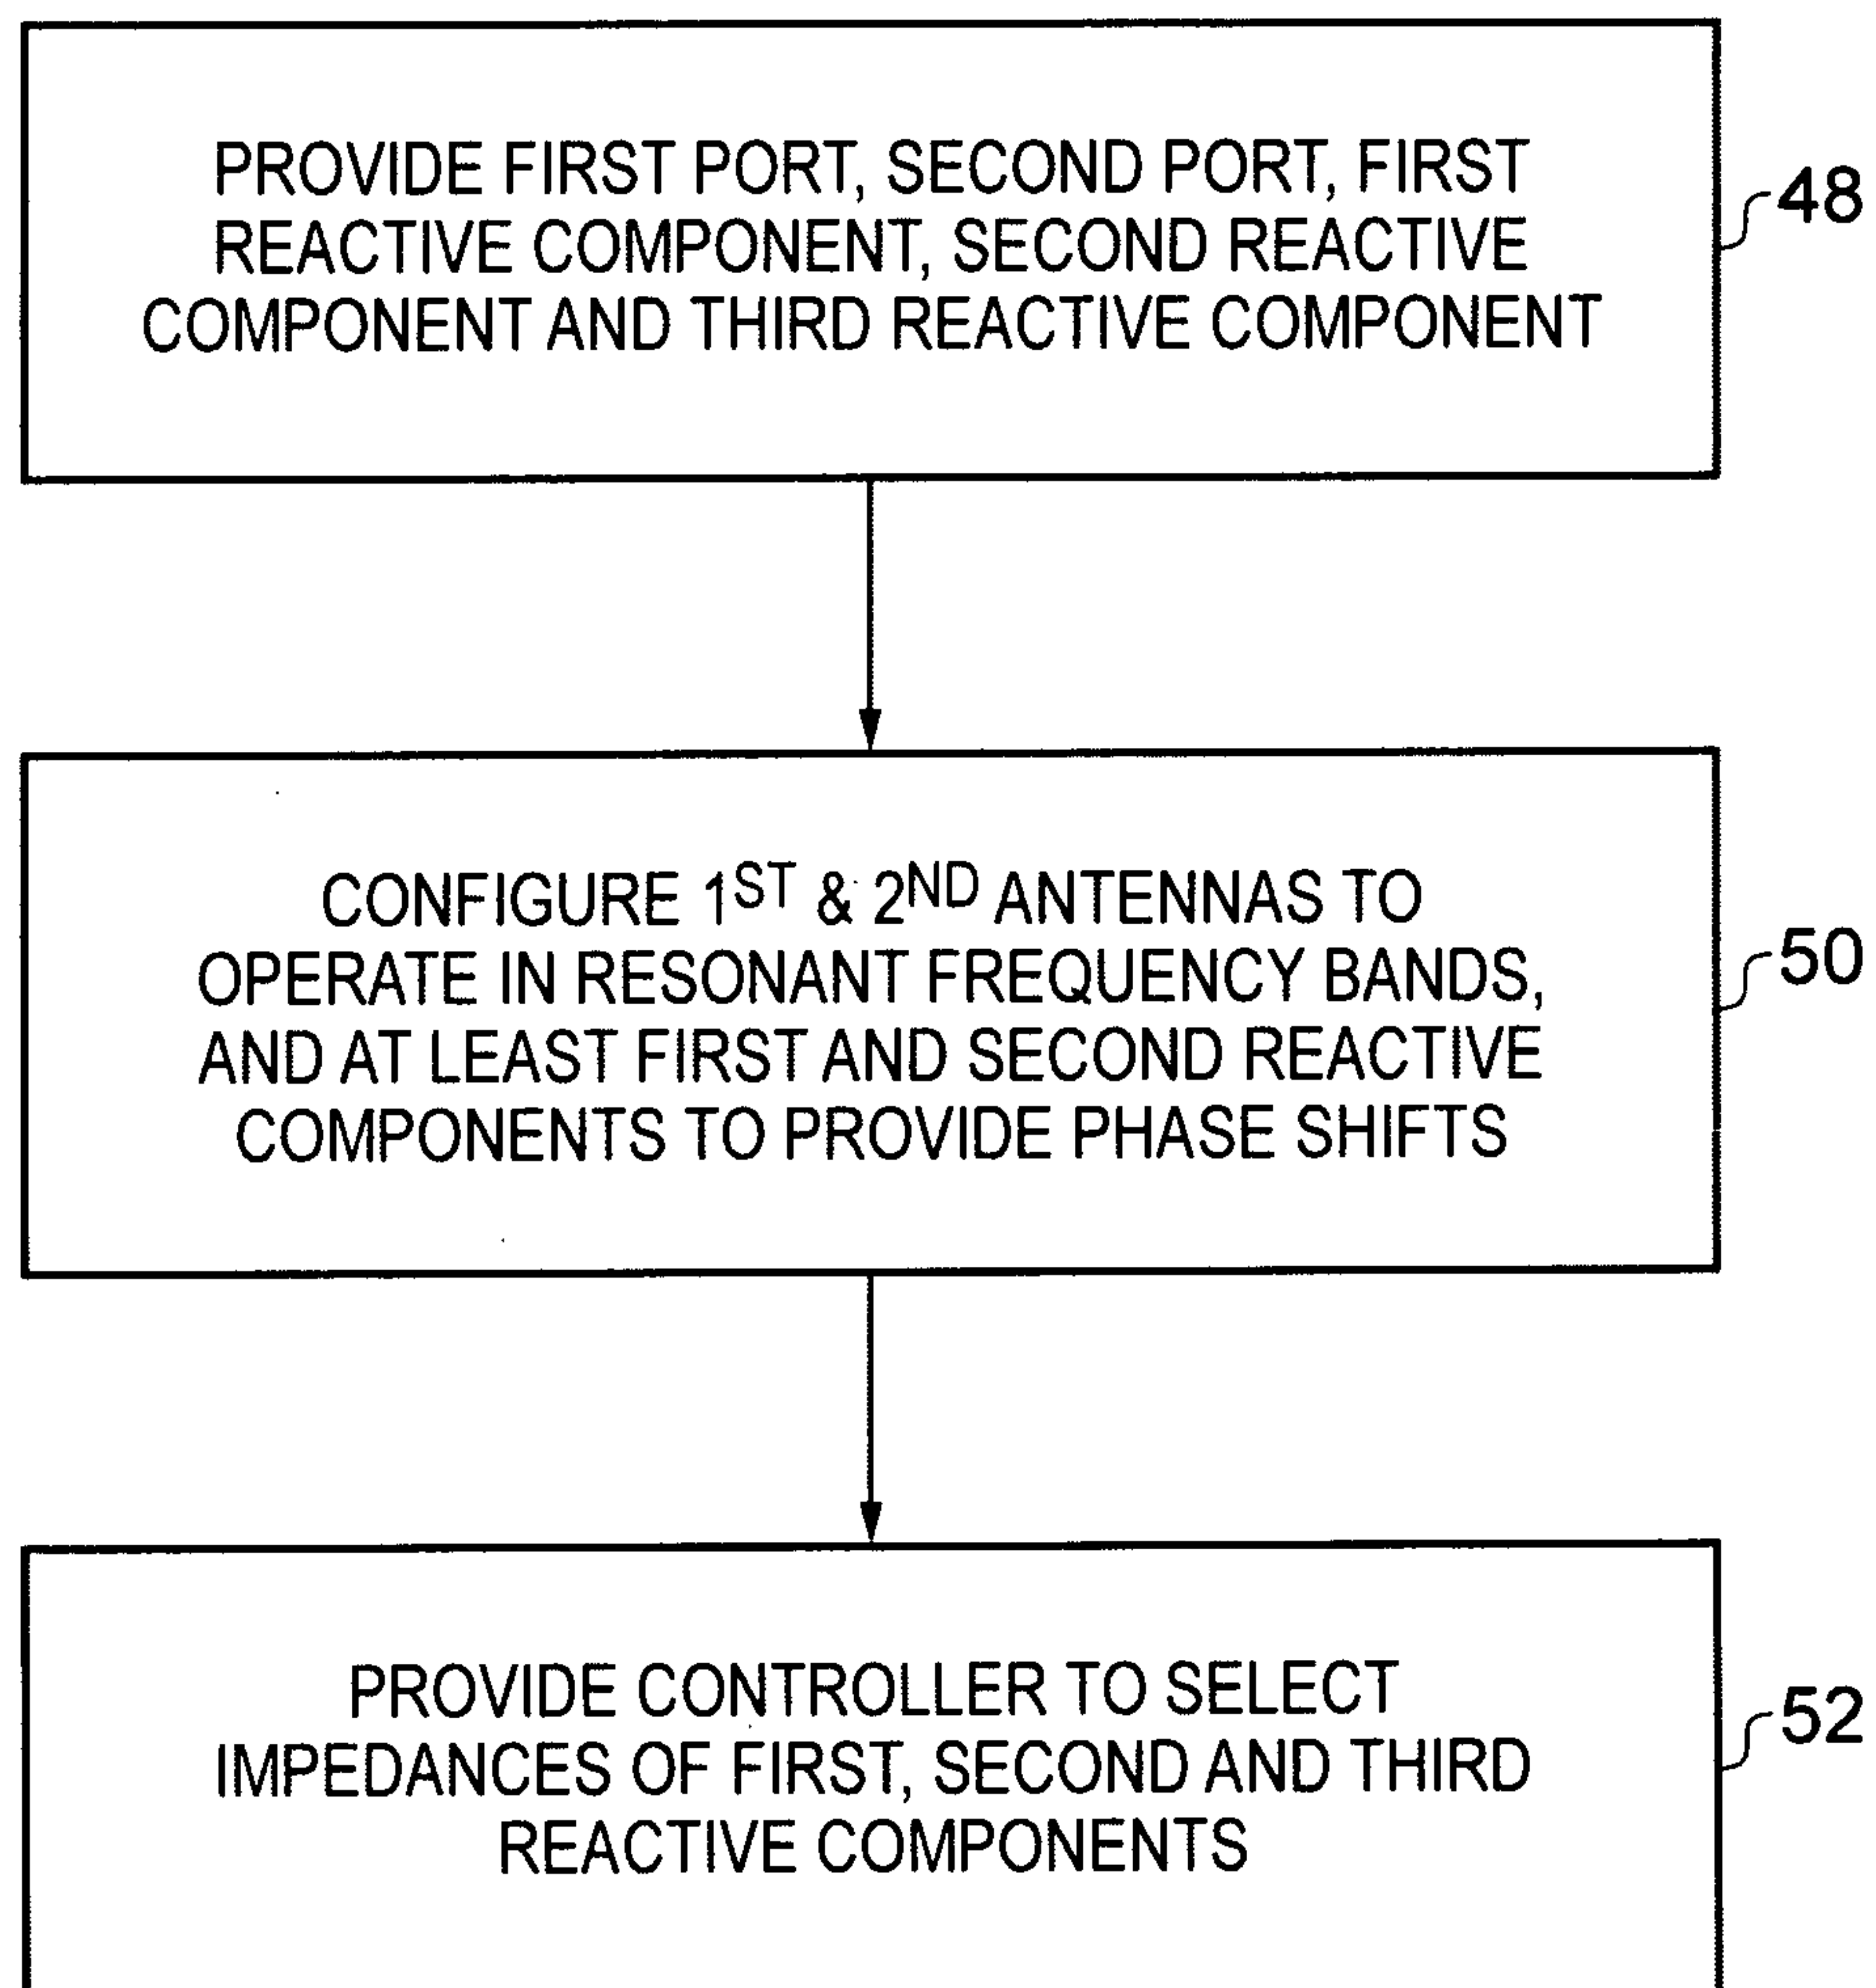 PROVIDE FIRST PORT, SECOND PORT, FIRST
REACTIVE COMPONENT, SECOND REACTIVE
COMPONENT AND THIRD REACTIVE COMPONENT
48
CONFIGURE 1ST & 2ND ANTENNAS TO
OPERATE IN RESONANT FREQUENCY BANDS,
AND AT LEAST FIRST AND SECOND REACTIVE
COMPONENTS TO PROVIDE PHASE SHIFTS
50
PROVIDE CONTROLLER TO SELECT
IMPEDANCES OF FIRST, SECOND AND THIRD
REACTIVE COMPONENTS
52